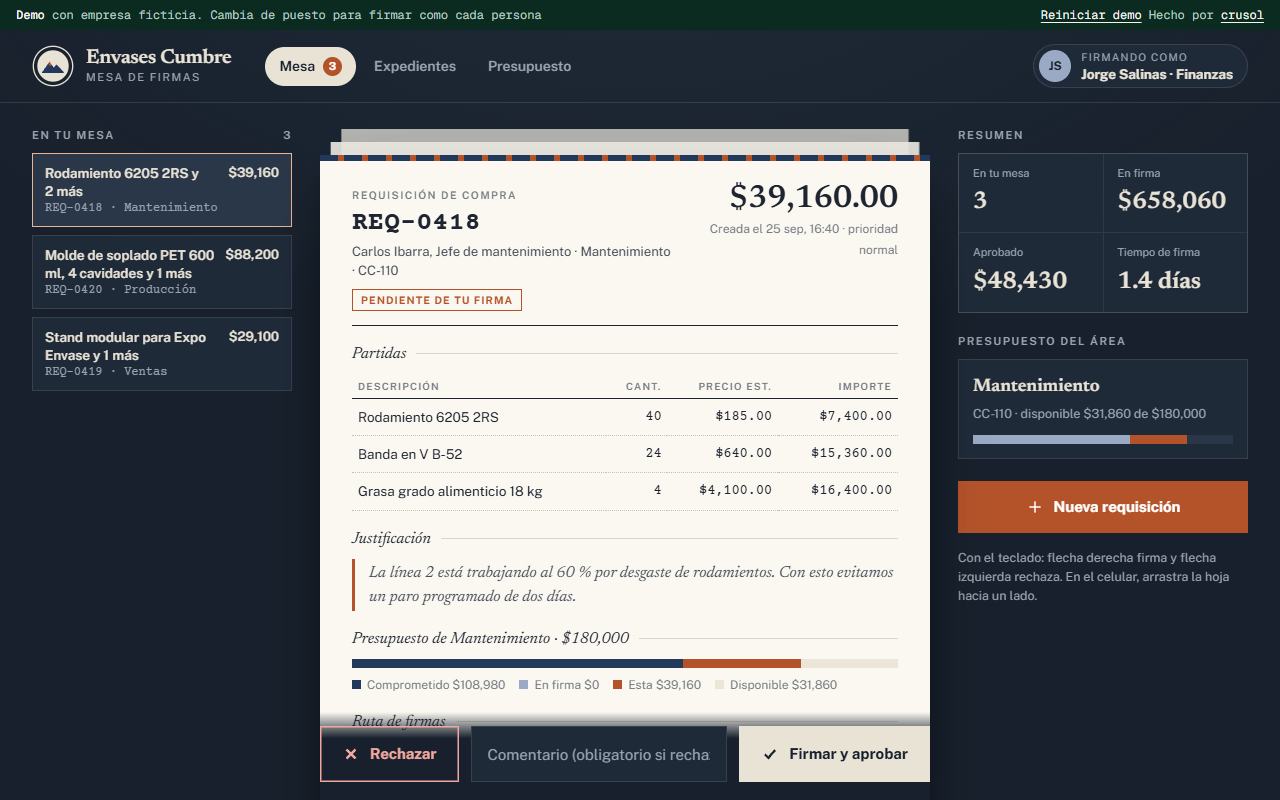 Demo con empresa ficticia. Cambia de puesto para firmar como cada persona
Reiniciar demo Hecho por crusol
Envases Cumbre
MESA DE FIRMAS
Mesa 3
Expedientes
Presupuesto
JS
FIRMANDO COMO
Jorge Salinas · Finanzas
EN TU MESA 3
Rodamiento 6205 2RS y $39,160
2 más
REQ-0418 · Mantenimiento
Molde de soplado PET 600 $88,200
ml, 4 cavidades y 1 más
REQ-0420 · Producción
Stand modular para Expo $29,100
Envase y 1 más
REQ-0419 · Ventas
REQUISICIÓN DE COMPRA
REQ-0418
Carlos Ibarra, Jefe de mantenimiento · Mantenimiento
· CC-110
PENDIENTE DE TU FIRMA
$39,160.00
Creada el 25 sep, 16:40 · prioridad
normal
Partidas
DESCRIPCIÓN CANT. PRECIO EST. IMPORTE
Rodamiento 6205 2RS 40 $185.00 $7,400.00
Banda en V B-52 24 $640.00 $15,360.00
Grasa grado alimenticio 18 kg 4 $4,100.00 $16,400.00
Justificación
La línea 2 está trabajando al 60 % por desgaste de rodamientos. Con esto evitamos
un paro programado de dos días.
Presupuesto de Mantenimiento · $180,000
Comprometido $108,980 En firma $0 Esta $39,160 Disponible $31,860
Ruta de firmas
Rechazar
Comentario (obligatorio si recha
Firmar y aprobar
RESUMEN
En tu mesa
3
En firma
$658,060
Aprobado
$48,430
Tiempo de firma
1.4 días
PRESUPUESTO DEL ÁREA
Mantenimiento
CC-110 · disponible $31,860 de $180,000
+ Nueva requisición
Con el teclado: flecha derecha firma y flecha
izquierda rechaza. En el celular, arrastra la hoja
hacia un lado.